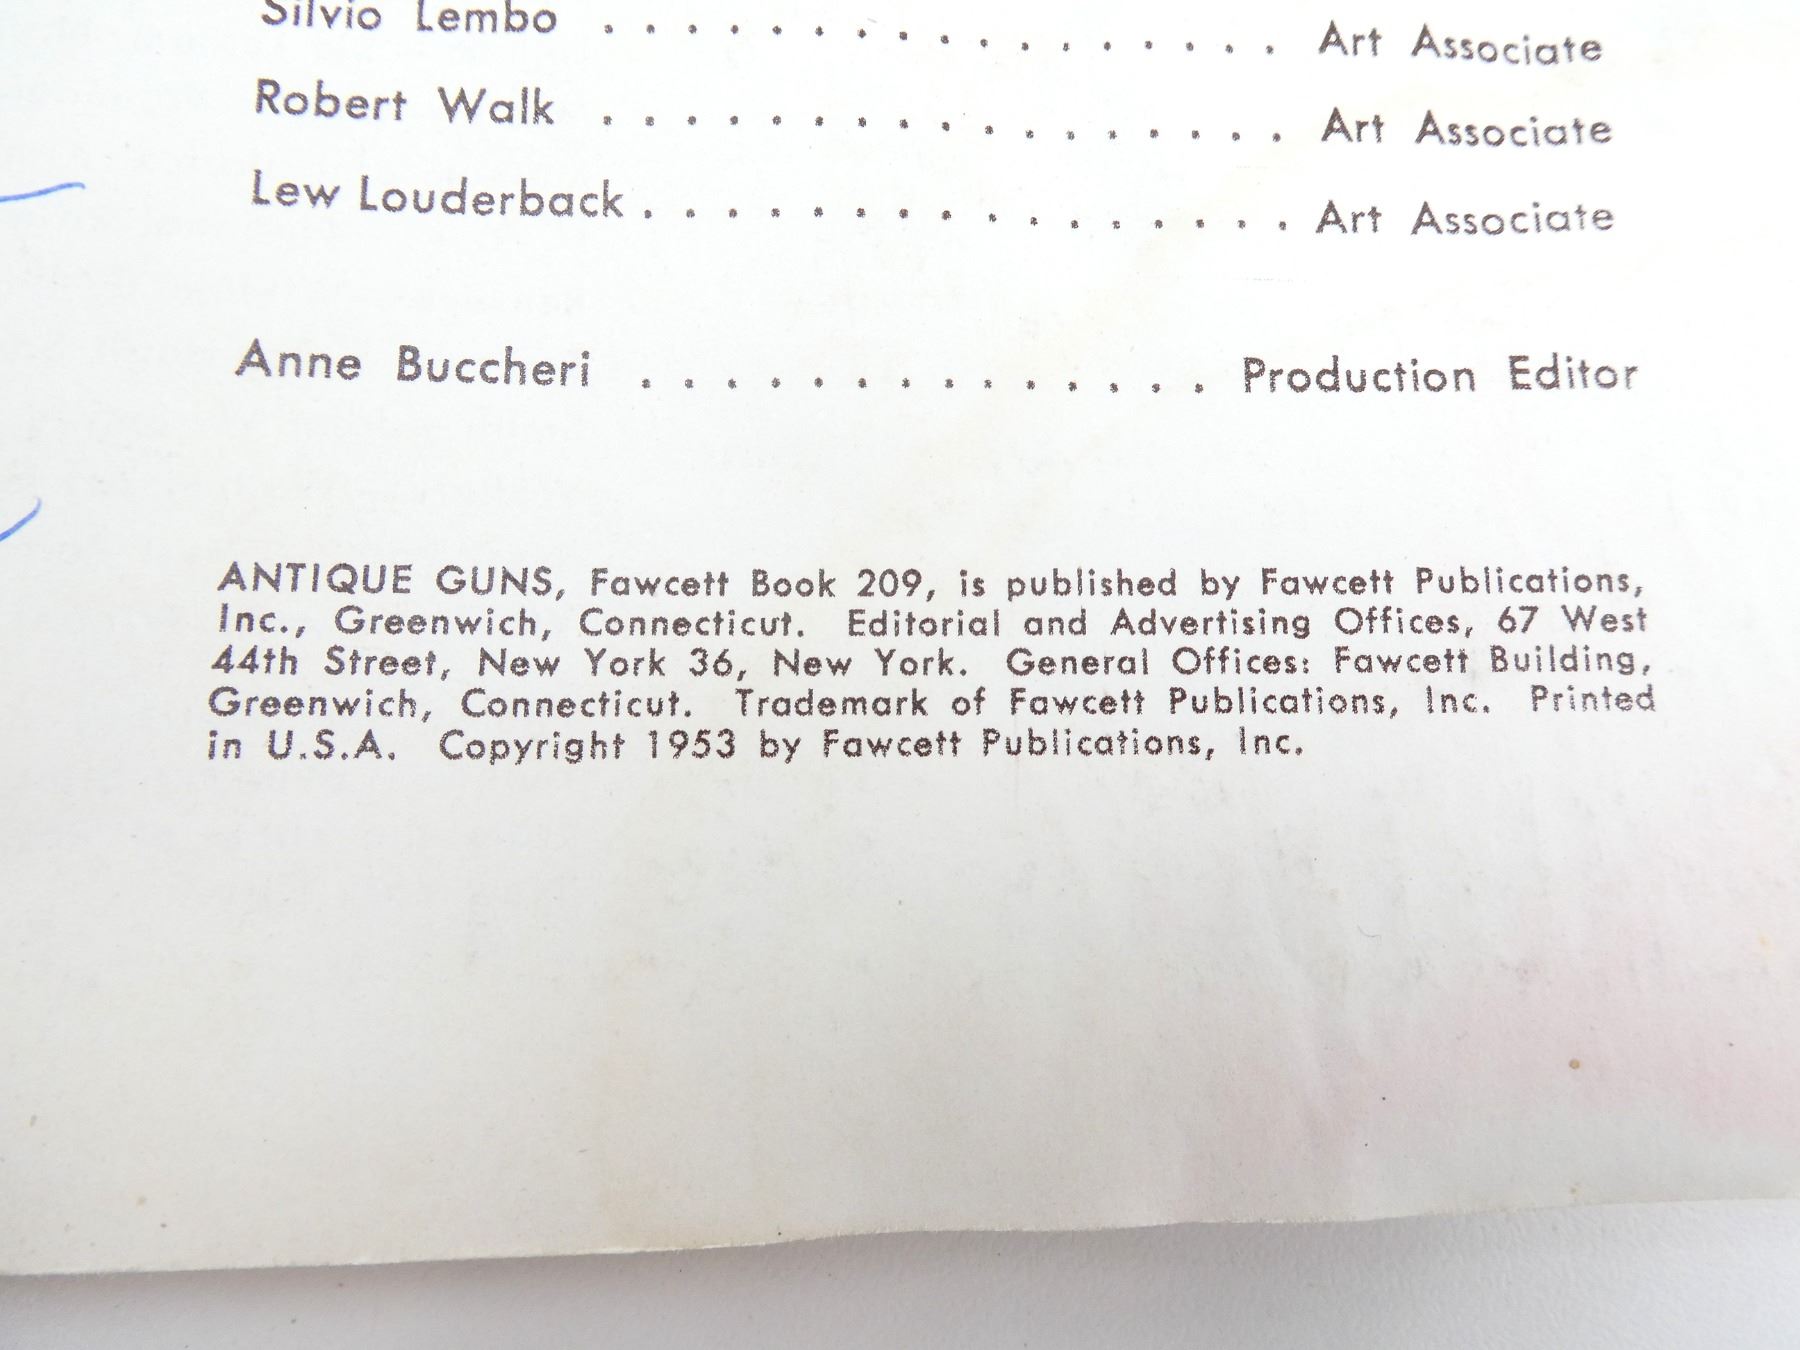 Silvio Lembo . . . . . . . . . . . . . . . . . Art Associate
Robert Walk . . . . . . . . . . . . . . . . . Art Associate
Lew Louderback . . . . . . . . . . . . . . . . Art Associate
Anne Buccheri . . . . . . . . . . . . . . Production Editor
ANTIQUE GUNS, Fawcett Book 209, is published by Fawcett Publications,
Inc., Greenwich, Connecticut. Editorial and Advertising Offices, 67 West
44th Street, New York 36, New York. General Offices: Fawcett Building,
Greenwich, Connecticut. Trademark of Fawcett Publications, Inc. Printed
in U.S.A. Copyright 1953 by Fawcett Publications, Inc.